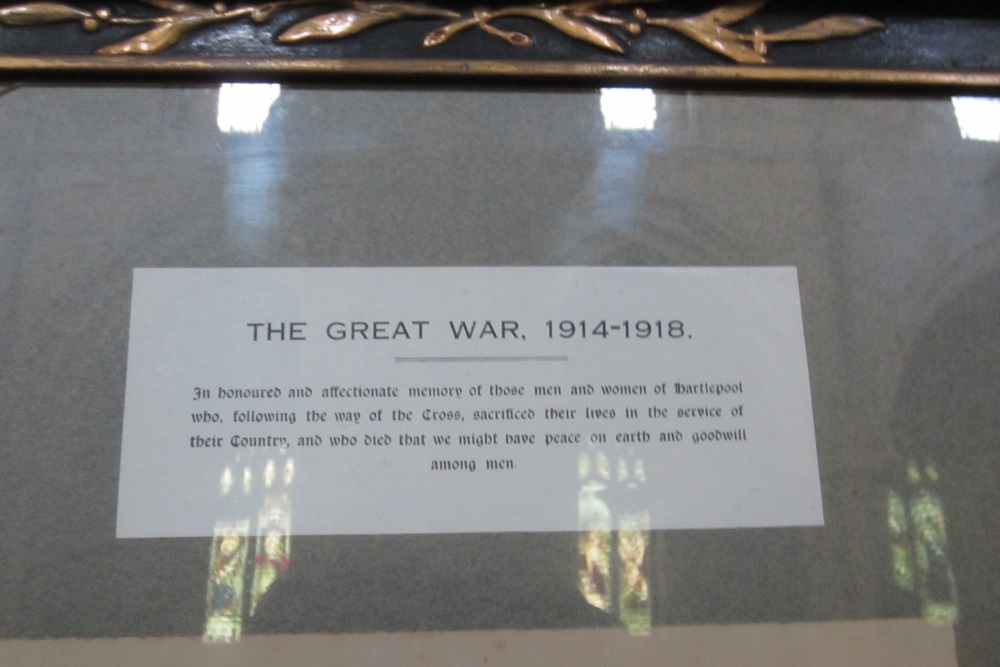 THE GREAT WAR, 1914-1918.
In honoured and affectionate memory of those men and women of Hartlepool
who, following the way of the Cross, sacrificed their lives in the service of
their Country, and who died that we might have peace on earth and goodwill
among men.